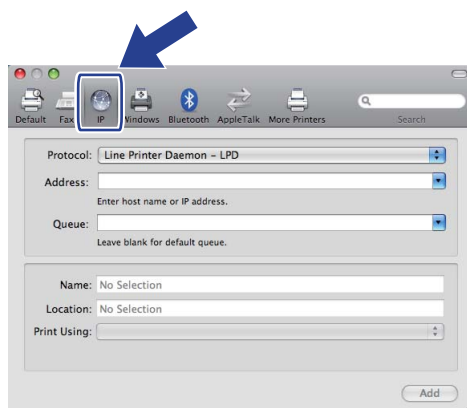 Default Fax IP Windows Bluetooth AppleTalk More Printers Search
Protocol: Line Printer Daemon – LPD
Address:
Enter host name or IP address.
Queue:
Leave blank for default queue.
Name: No Selection
Location: No Selection
Print Using:
Add